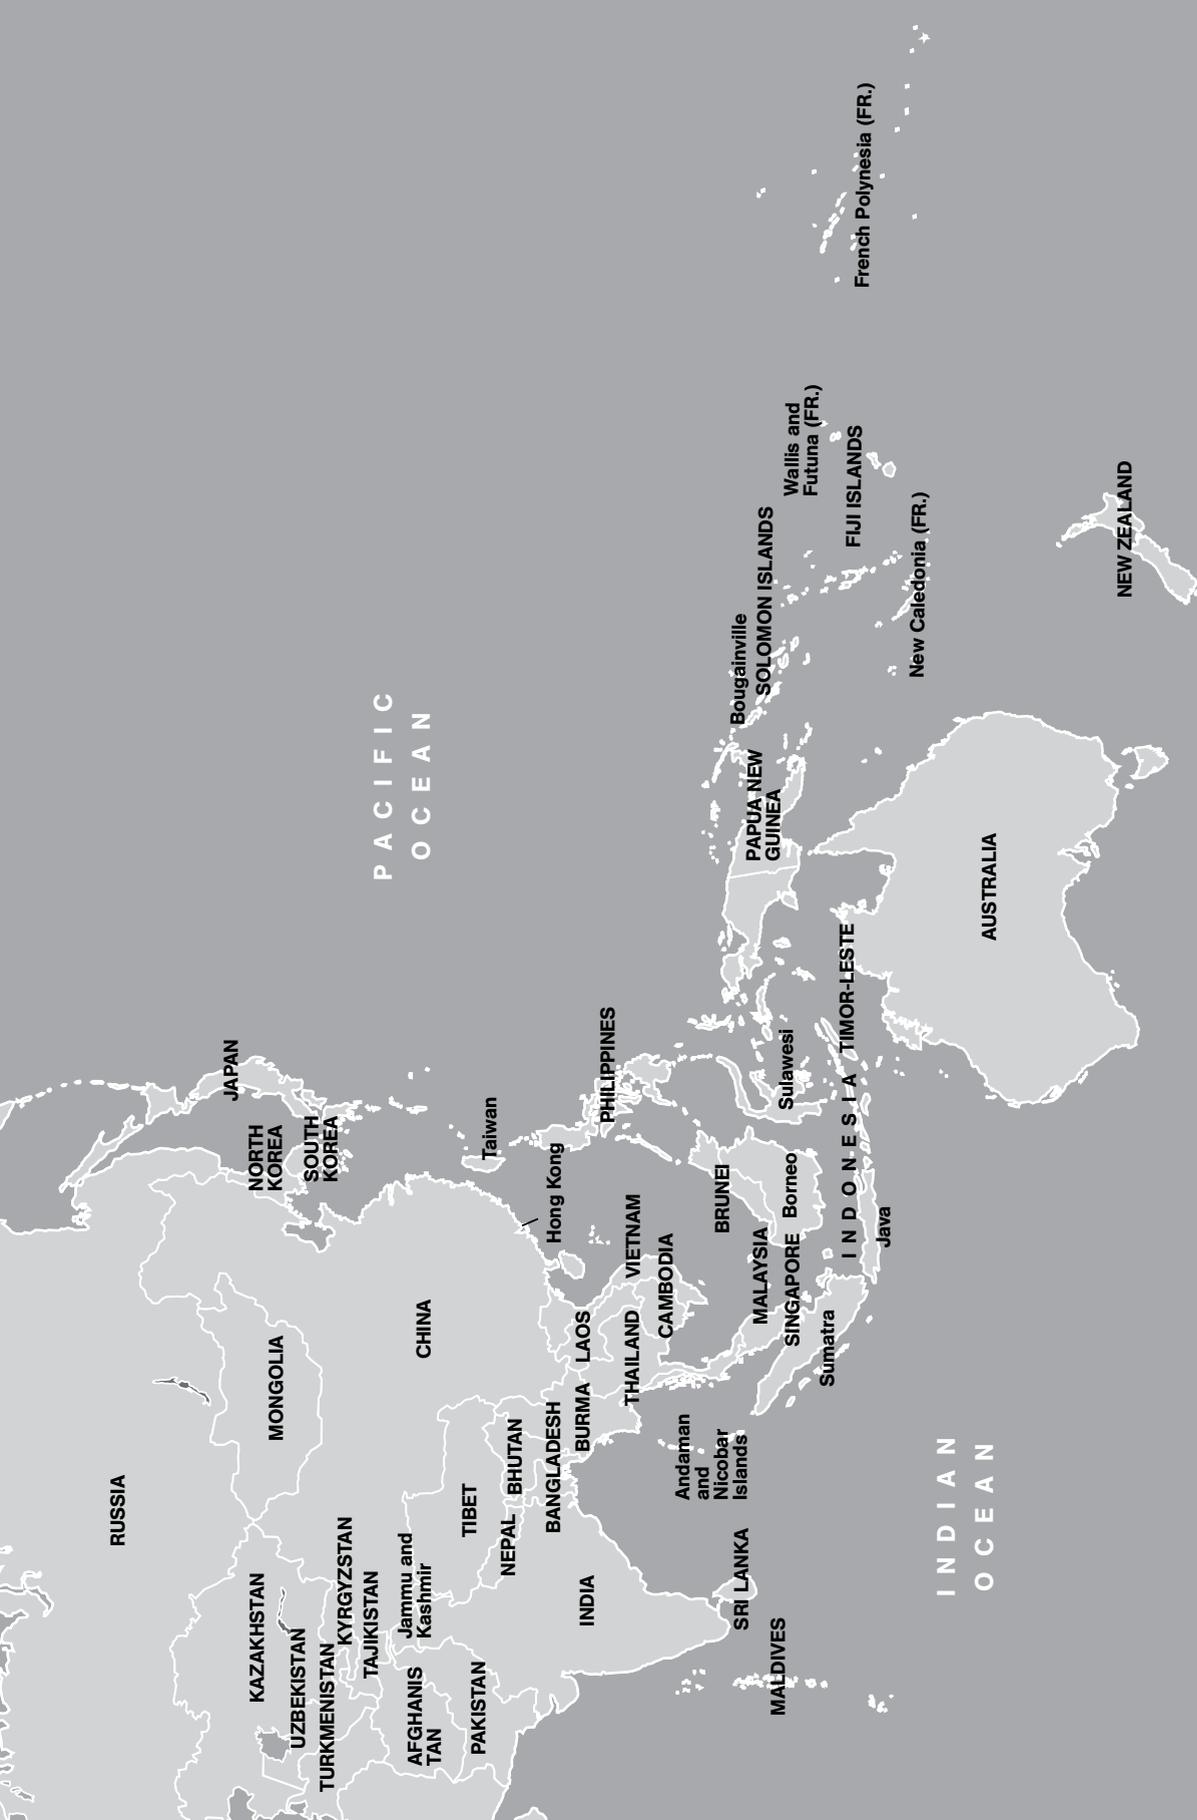 RUSSIA
KAZAKHSTAN
UZBEKISTAN
TURKMENISTAN
KYRGYZSTAN
TAJIKISTAN
AFGHANIS
TAN
PAKISTAN
Jammu and
Kashmir
MONGOLIA
CHINA
TIBET
NEPAL
BHUTAN
BANGLADESH
INDIA
BURMA
LAOS
THAILAND
VIETNAM
CAMBODIA
NORTH
KOREA
SOUTH
KOREA
JAPAN
Taiwan
Hong Kong
PHILIPPINES
PACIFIC
OCEAN
SRI LANKA
MALDIVES
Andaman
and
Nicobar
Islands
BRUNEI
MALAYSIA
SINGAPORE
Borneo
Sumatra
Sulawesi
INDONESIA
Java
TIMOR-LESTE
PAPUA NEW
GUINEA
Bougainville
SOLOMON ISLANDS
Wallis and
Futuna (FR.)
FIJI ISLANDS
New Caledonia (FR.)
French Polynesia (FR.)
AUSTRALIA
NEW ZEALAND
INDIAN
OCEAN